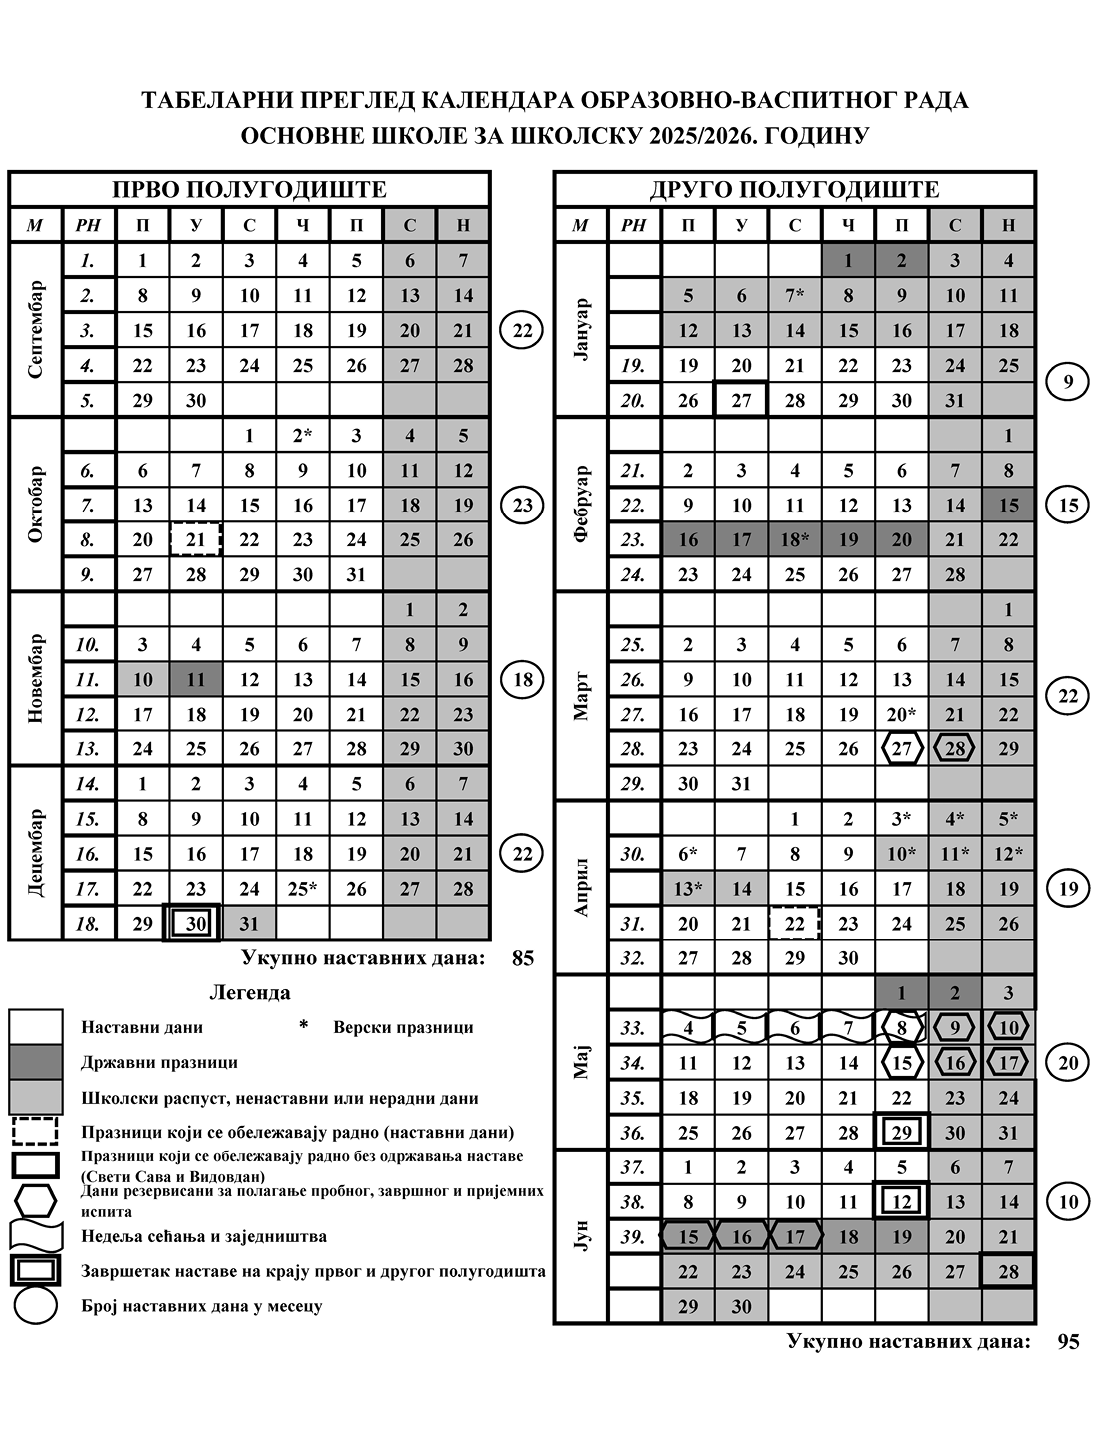 ТАБЕЛАРНИ ПРЕГЛЕД КАЛЕНДАРА ОБРАЗОВНО-ВАСПИТНОГ РАДА
ОСНОВНЕ ШКОЛЕ ЗА ШКОЛСКУ 2025/2026. ГОДИНУ
ПРВО ПОЛУГОДИШТЕ
М РН П У С Ч П С Н
Септембар
1. 1 2 3 4 5 6 7
2. 8 9 10 11 12 13 14
3. 15 16 17 18 19 20 21
22
4. 22 23 24 25 26 27 28
5. 29 30
Октобар
1 2* 3 4 5
6. 6 7 8 9 10 11 12
7. 13 14 15 16 17 18 19
23
8. 20 21 22 23 24 25 26
9. 27 28 29 30 31
Новембар
1 2
10. 3 4 5 6 7 8 9
11. 10 11 12 13 14 15 16
18
12. 17 18 19 20 21 22 23
13. 24 25 26 27 28 29 30
Децембар
14. 1 2 3 4 5 6 7
15. 8 9 10 11 12 13 14
16. 15 16 17 18 19 20 21
22
17. 22 23 24 25* 26 27 28
18. 29 30 31
Укупно наставних дана: 85
Легенда
Наставни дани * Верски празници
Државни празници
Школски распуст, ненаставни или нерадни дани
Празници који се обележавају радно (наставни дани)
Празници који се обележавају радно без одржавања наставе
(Свети Сава и Видовдан)
Дани резервисани за полагање пробног, завршног и пријемних
испита
Недеља сећања и заједништва
Завршетак наставе на крају првог и другог полугодишта
Број наставних дана у месецу
ДРУГО ПОЛУГОДИШТЕ
М РН П У С Ч П С Н
Јануар
1 2 3 4
5 6 7* 8 9 10 11
12 13 14 15 16 17 18
19. 19 20 21 22 23 24 25
9
20. 26 27 28 29 30 31
Фебруар
1
21. 2 3 4 5 6 7 8
22. 9 10 11 12 13 14 15
15
23. 16 17 18* 19 20 21 22
24. 23 24 25 26 27 28
Март
1
25. 2 3 4 5 6 7 8
26. 9 10 11 12 13 14 15
22
27. 16 17 18 19 20* 21 22
28. 23 24 25 26 27 28 29
29. 30 31
Април
1 2 3* 4* 5*
30. 6* 7 8 9 10* 11* 12*
13* 14 15 16 17 18 19
19
31. 20 21 22 23 24 25 26
32. 27 28 29 30
Мај
1 2 3
33. 4 5 6 7 8 9 10
34. 11 12 13 14 15 16 17
20
35. 18 19 20 21 22 23 24
36. 25 26 27 28 29 30 31
Јун
37. 1 2 3 4 5 6 7
38. 8 9 10 11 12 13 14
10
39. 15 16 17 18 19 20 21
22 23 24 25 26 27 28
29 30
Укупно наставних дана: 95